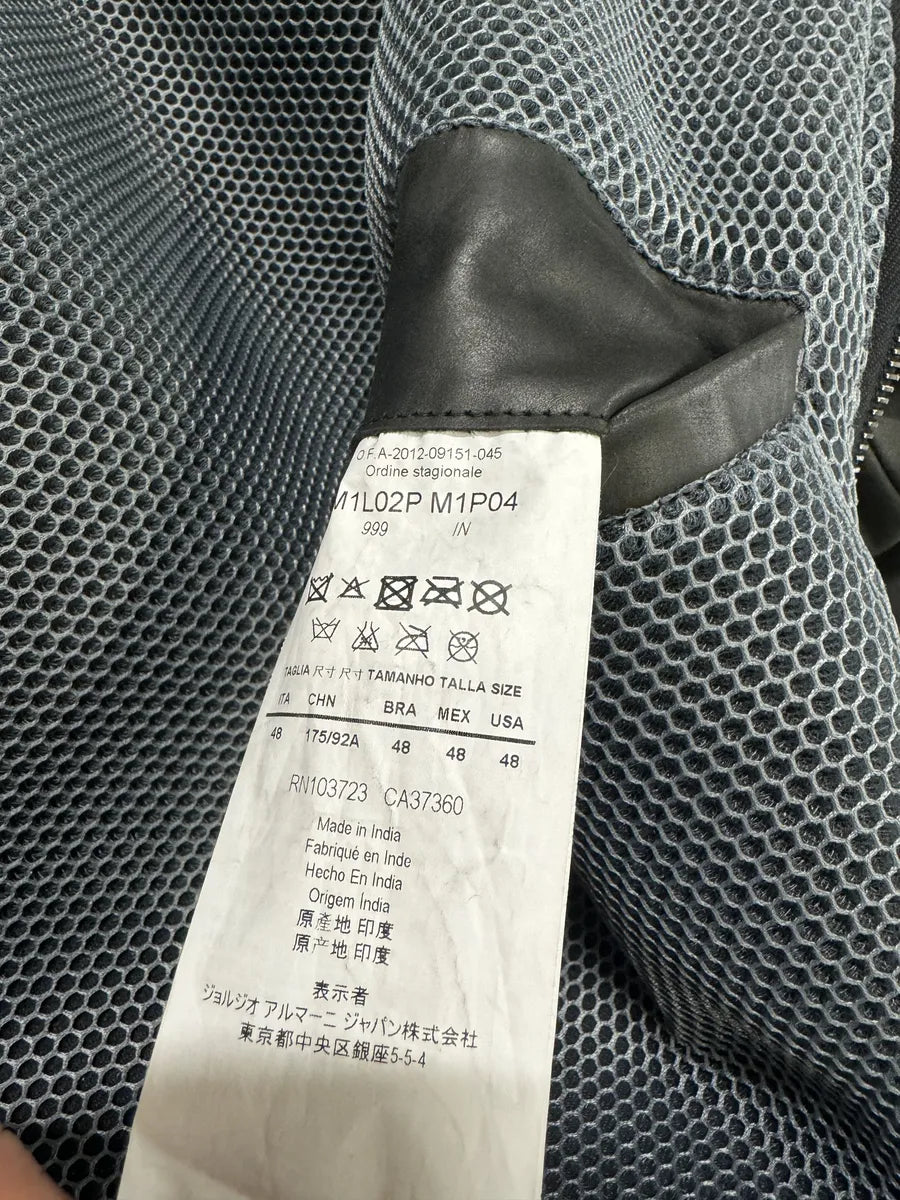 O.F.A-2012-09151-045
Ordine stagionale
M1L02P M1P04
999 IN
TAGLIA 尺寸 尺寸 TAMANHO TALLA SIZE
ITA CHN BRA MEX USA
48 175/92A 48 48 48
RN103723 CA37360
Made in India
Fabriqué en Inde
Hecho En India
Origem Índia
原產地 印度
原产地 印度
表示者
ジョルジオ アルマーニ ジャパン株式会社
東京都中央区銀座5-5-4